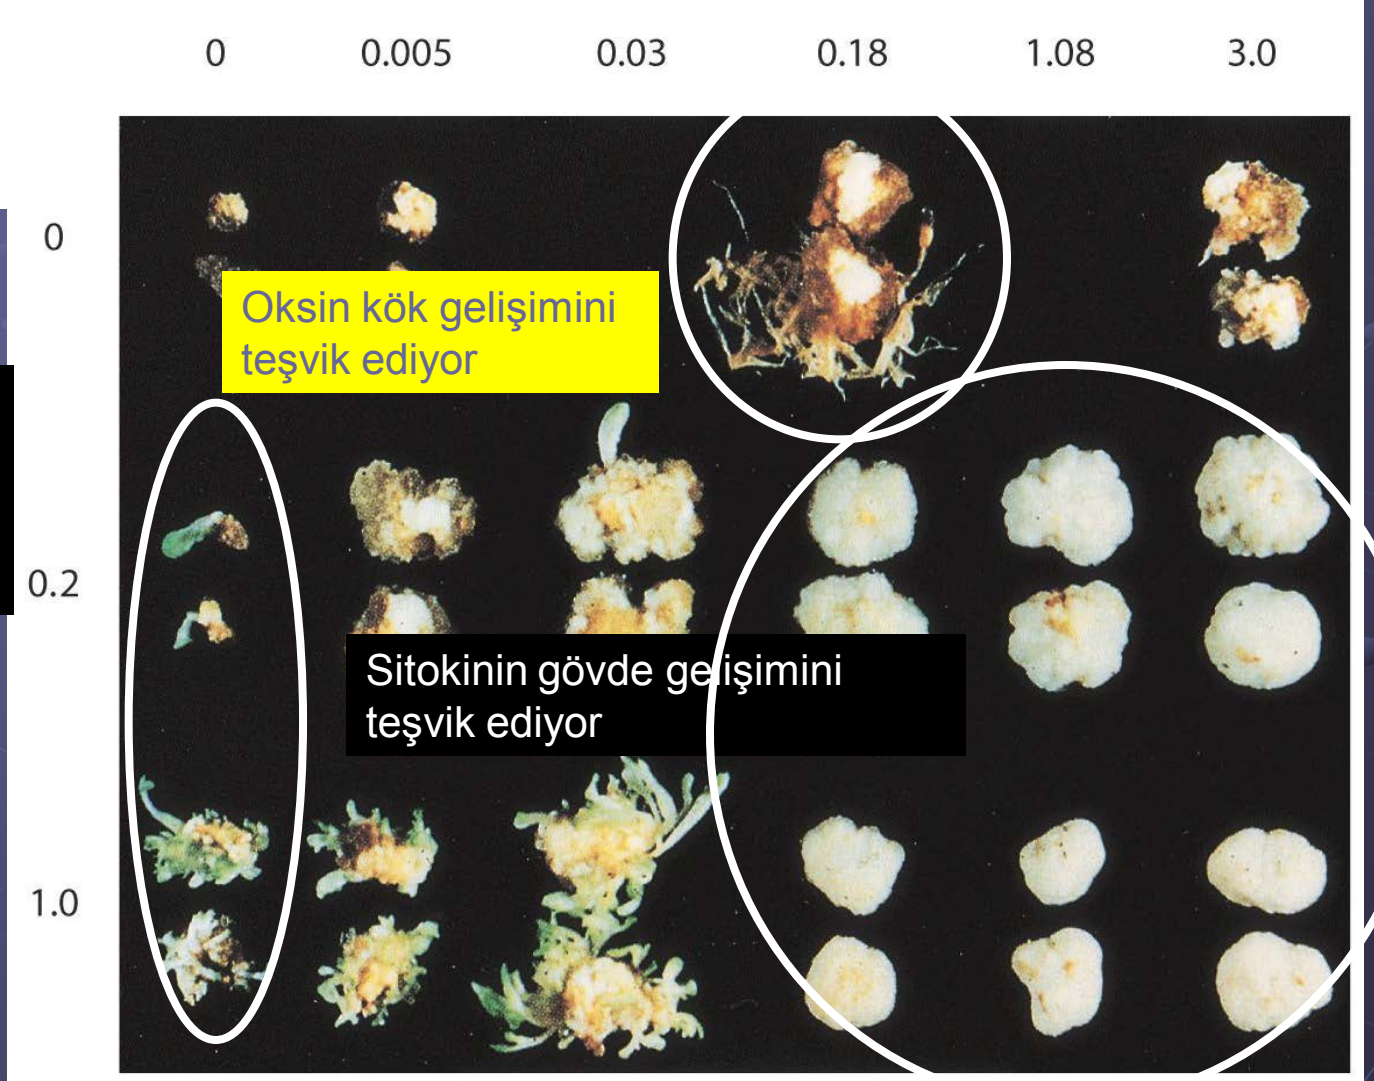 0 0.005 0.03 0.18 1.08 3.0
0
Oksin kök gelişimini
teşvik ediyor
0.2
Sitokinin gövde gelişimini
teşvik ediyor
1.0